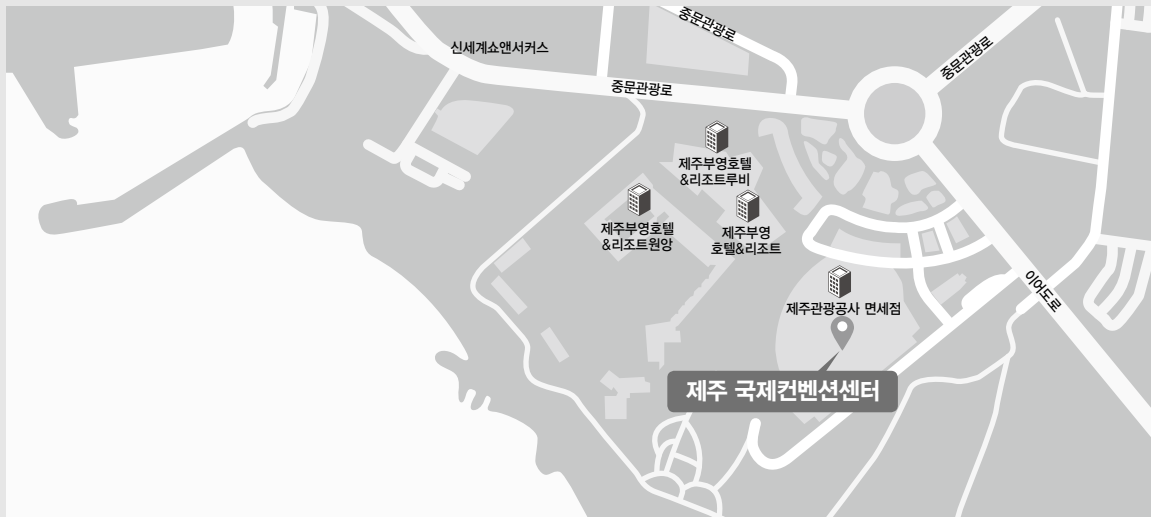 중문관광로
신세계쇼앤서커스
중문관광로
중문관광로
제주부영호텔
&리조트루비
제주부영호텔
&리조트원앙
제주부영
호텔&리조트
제주관광공사 면세점
이어도로
제주 국제컨벤션센터